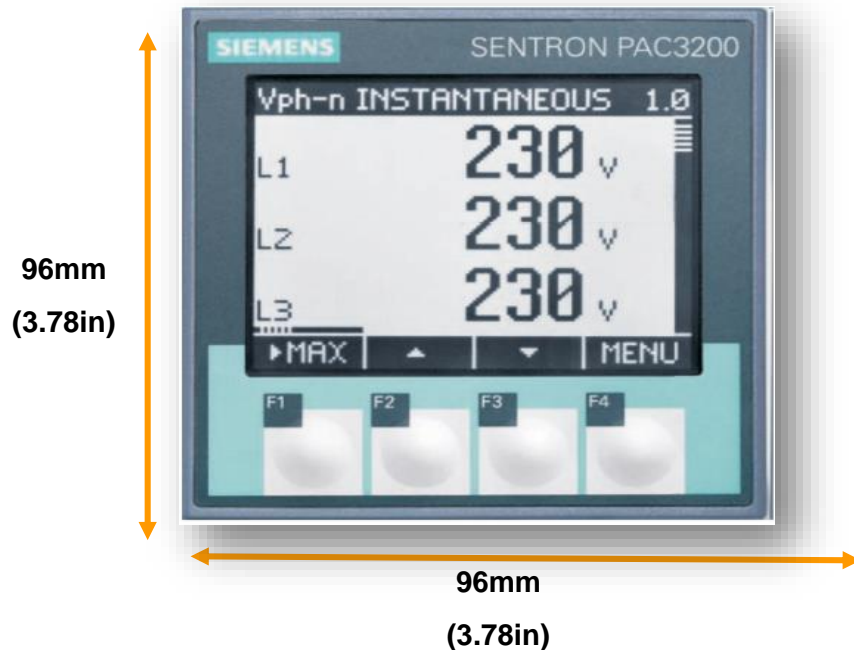 SIEMENS SENTRON PAC3200
Vph-n INSTANTANEOUS 1.0
L1 230 V
L2 230 V
L3 230 V
▶MAX ▲ ▼ MENU
F1 F2 F3 F4
96mm
(3.78in)
96mm
(3.78in)